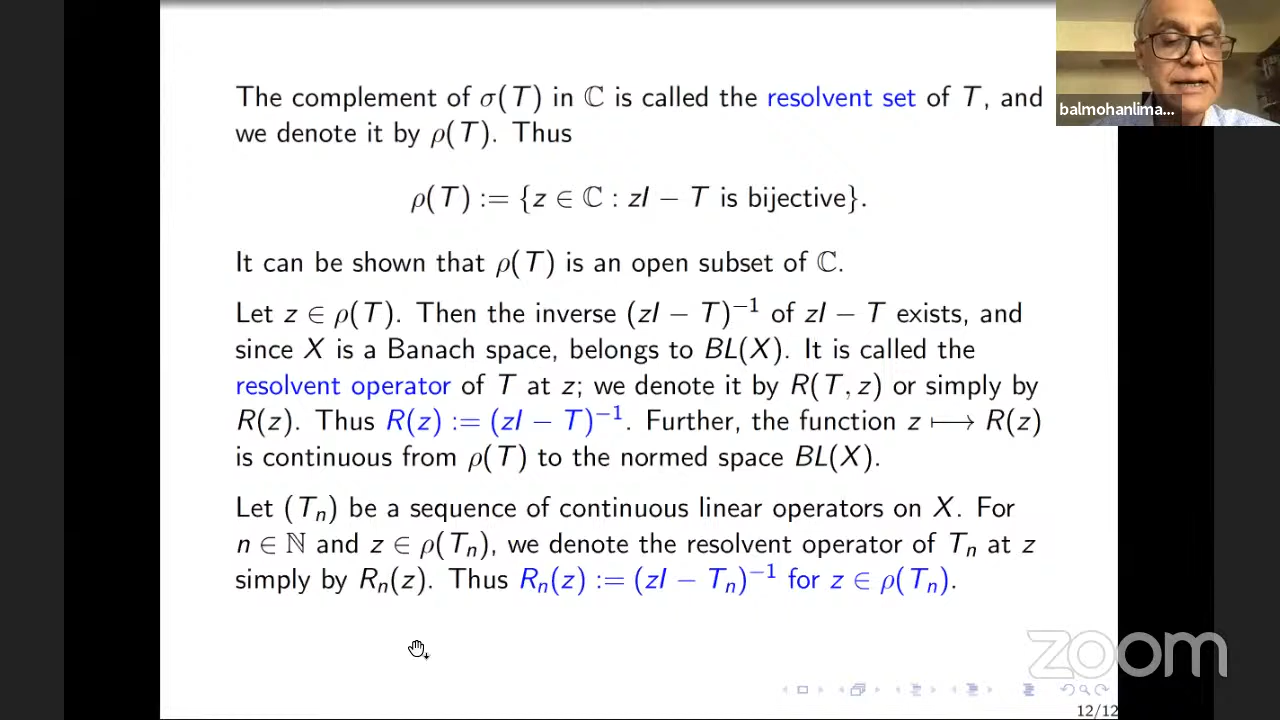 The complement of σ(T) in ℂ is called the resolvent set of T, and
we denote it by ρ(T). Thus
ρ(T) := {z ∈ ℂ : zI − T is bijective}.
It can be shown that ρ(T) is an open subset of ℂ.
Let z ∈ ρ(T). Then the inverse (zI − T)⁻¹ of zI − T exists, and
since X is a Banach space, belongs to BL(X). It is called the
resolvent operator of T at z; we denote it by R(T, z) or simply by
R(z). Thus R(z) := (zI − T)⁻¹. Further, the function z ⟼ R(z)
is continuous from ρ(T) to the normed space BL(X).
Let (Tₙ) be a sequence of continuous linear operators on X. For
n ∈ ℕ and z ∈ ρ(Tₙ), we denote the resolvent operator of Tₙ at z
simply by Rₙ(z). Thus Rₙ(z) := (zI − Tₙ)⁻¹ for z ∈ ρ(Tₙ).
balmohanlima...
zoom
12/12